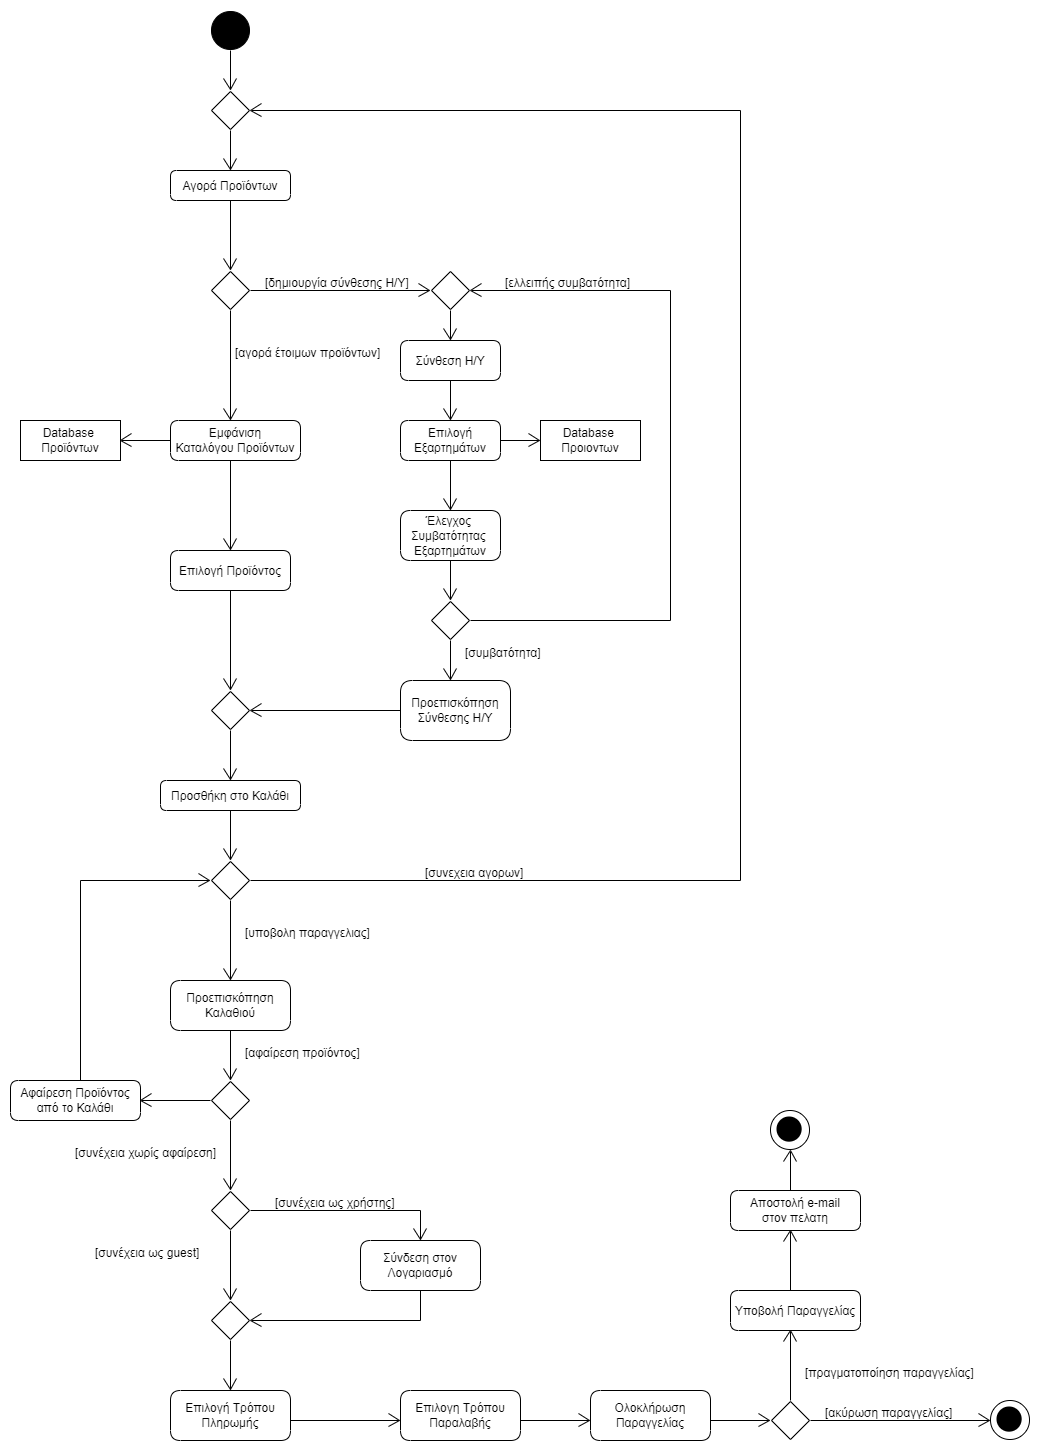 Αγορά Προϊόντων
[δημιουργία σύνθεσης Η/Υ]
[ελλειπής συμβατότητα]
[αγορά έτοιμων προϊόντων]
Σύνθεση Η/Υ
Database
Προϊόντων
Εμφάνιση
Καταλόγου Προϊόντων
Επιλογή
Εξαρτημάτων
Database
Προιοντων
Έλεγχος
Συμβατότητας
Εξαρτημάτων
Επιλογή Προϊόντος
[συμβατότητα]
Προεπισκόπηση
Σύνθεσης Η/Υ
Προσθήκη στο Καλάθι
[συνεχεια αγορων]
[υποβολη παραγγελιας]
Προεπισκόπηση
Καλαθιού
[αφαίρεση προϊόντος]
Αφαίρεση Προϊόντος
από το Καλάθι
[συνέχεια χωρίς αφαίρεση]
[συνέχεια ως χρήστης]
[συνέχεια ως guest]
Σύνδεση στον
Λογαριασμό
Αποστολή e-mail
στον πελατη
Υποβολή Παραγγελίας
[πραγματοποίηση παραγγελίας]
Επιλογή Τρόπου
Πληρωμής
Επιλογη Τρόπου
Παραλαβής
Ολοκλήρωση
Παραγγελίας
[ακύρωση παραγγελίας]